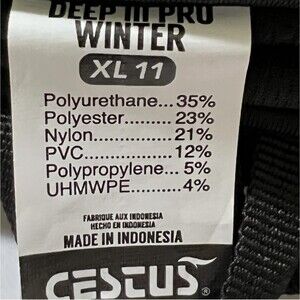 DEEP III PRO
WINTER
XL 11
Polyurethane... 35%
Polyester........... 23%
Nylon................ 21%
PVC................... 12%
Polypropylene... 5%
UHMWPE........... 4%
FABRIQUE AUX INDONESIA
HECHO EN INDONESIA
MADE IN INDONESIA
CESTUS®